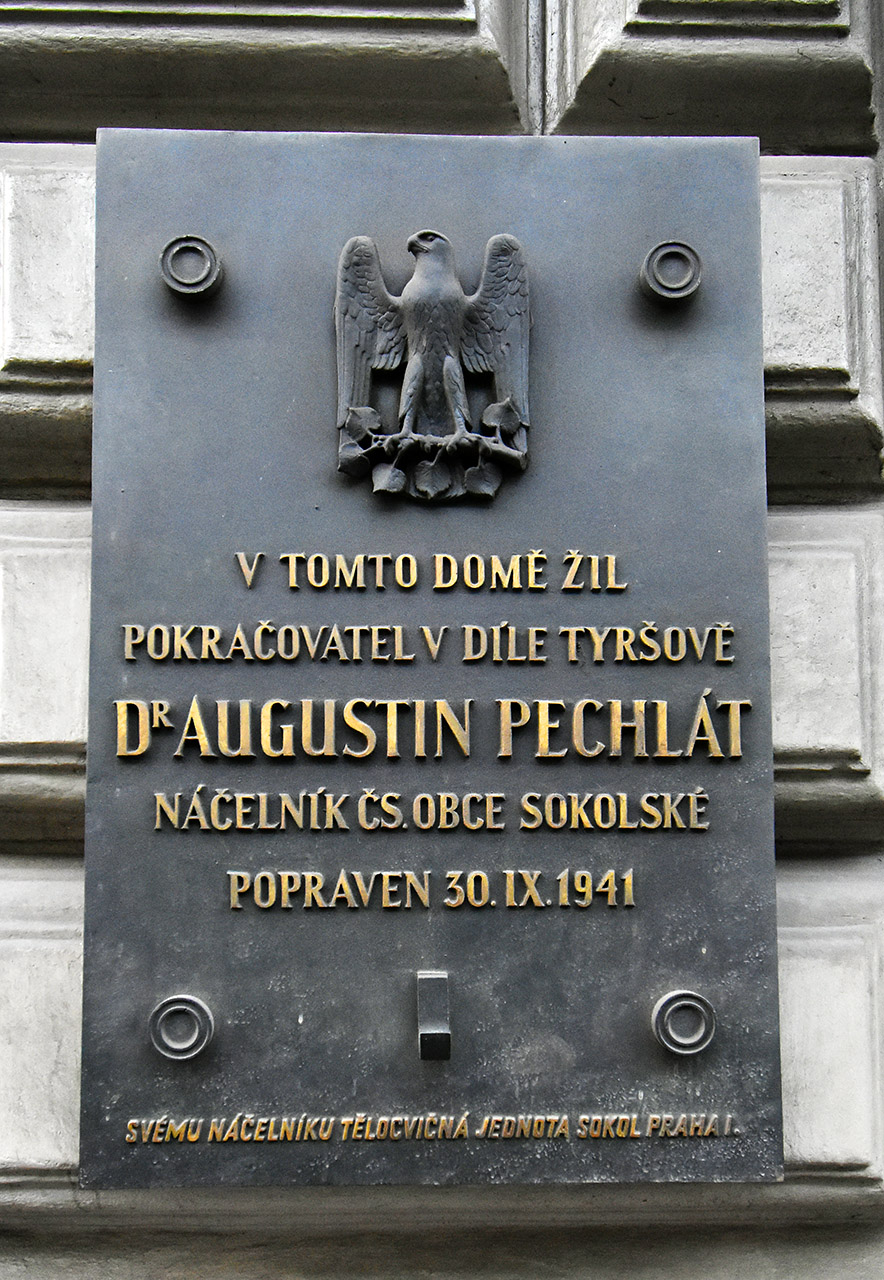 V TOMTO DOMĚ ŽIL
POKRAČOVATEL V DÍLE TYRŠOVĚ
DR AUGUSTIN PECHLÁT
NÁČELNÍK ČS. OBCE SOKOLSKÉ
POPRAVEN 30. IX. 1941
SVÉMU NÁČELNÍKU TĚLOCVIČNÁ JEDNOTA SOKOL PRAHA I.